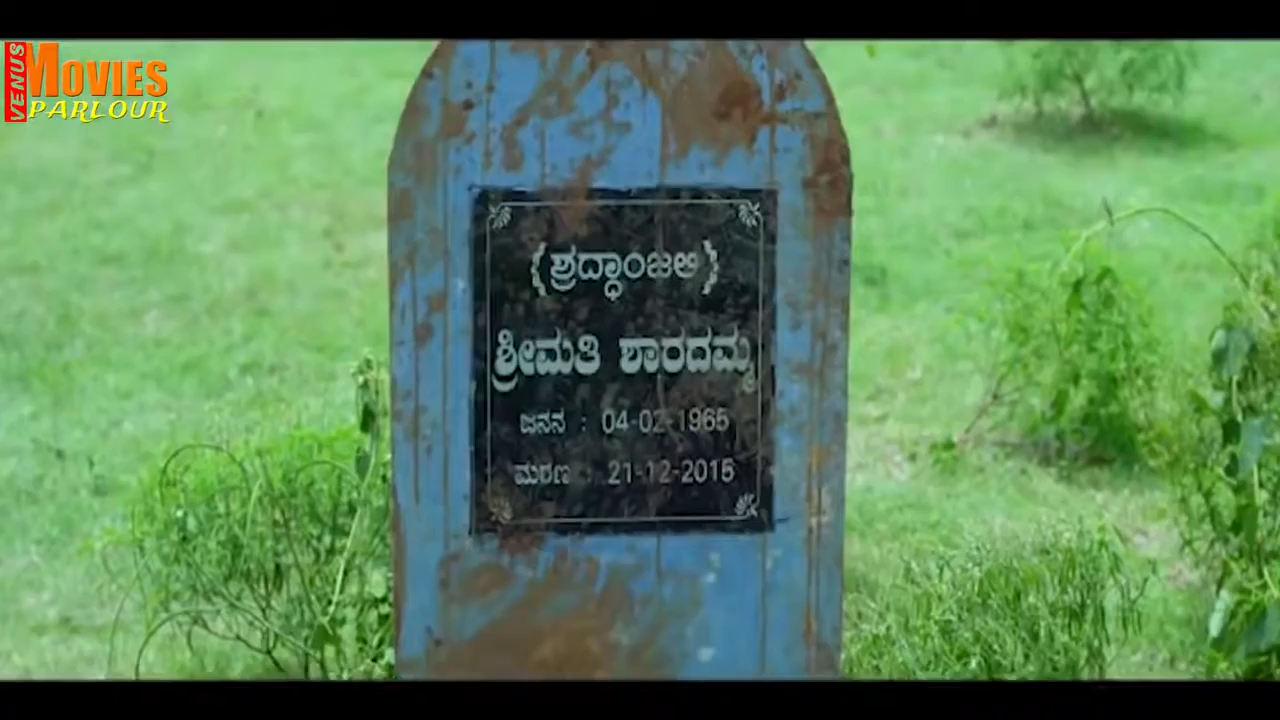 VENUS
MOVIES
PARLOUR
(ಶ್ರದ್ಧಾಂಜಲಿ)
ಶ್ರೀಮತಿ ಶಾರದಮ್ಮ
ಜನನ : 04-02-1965
ಮರಣ : 21-12-2015